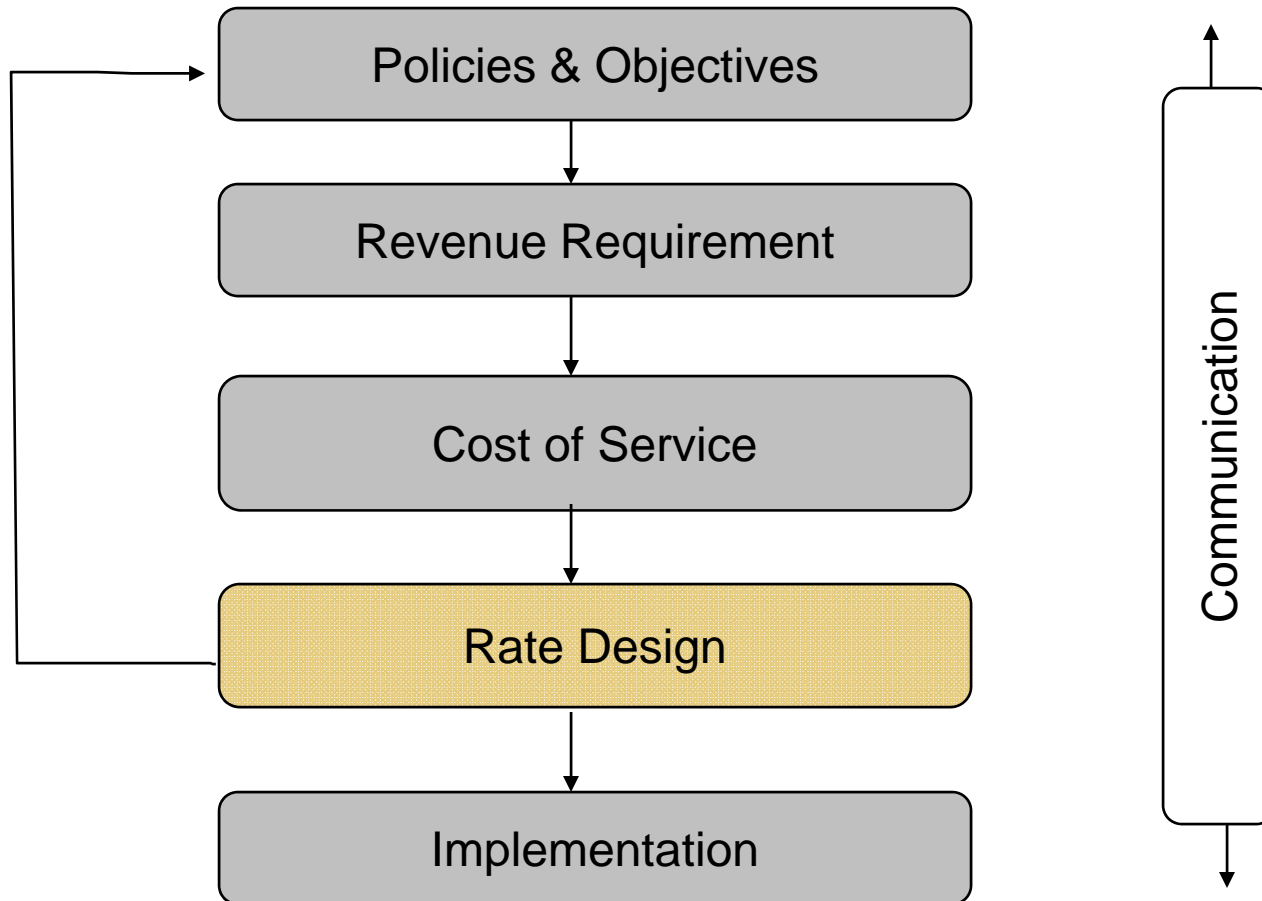 Policies & Objectives
Revenue Requirement
Cost of Service
Rate Design
Implementation
Communication